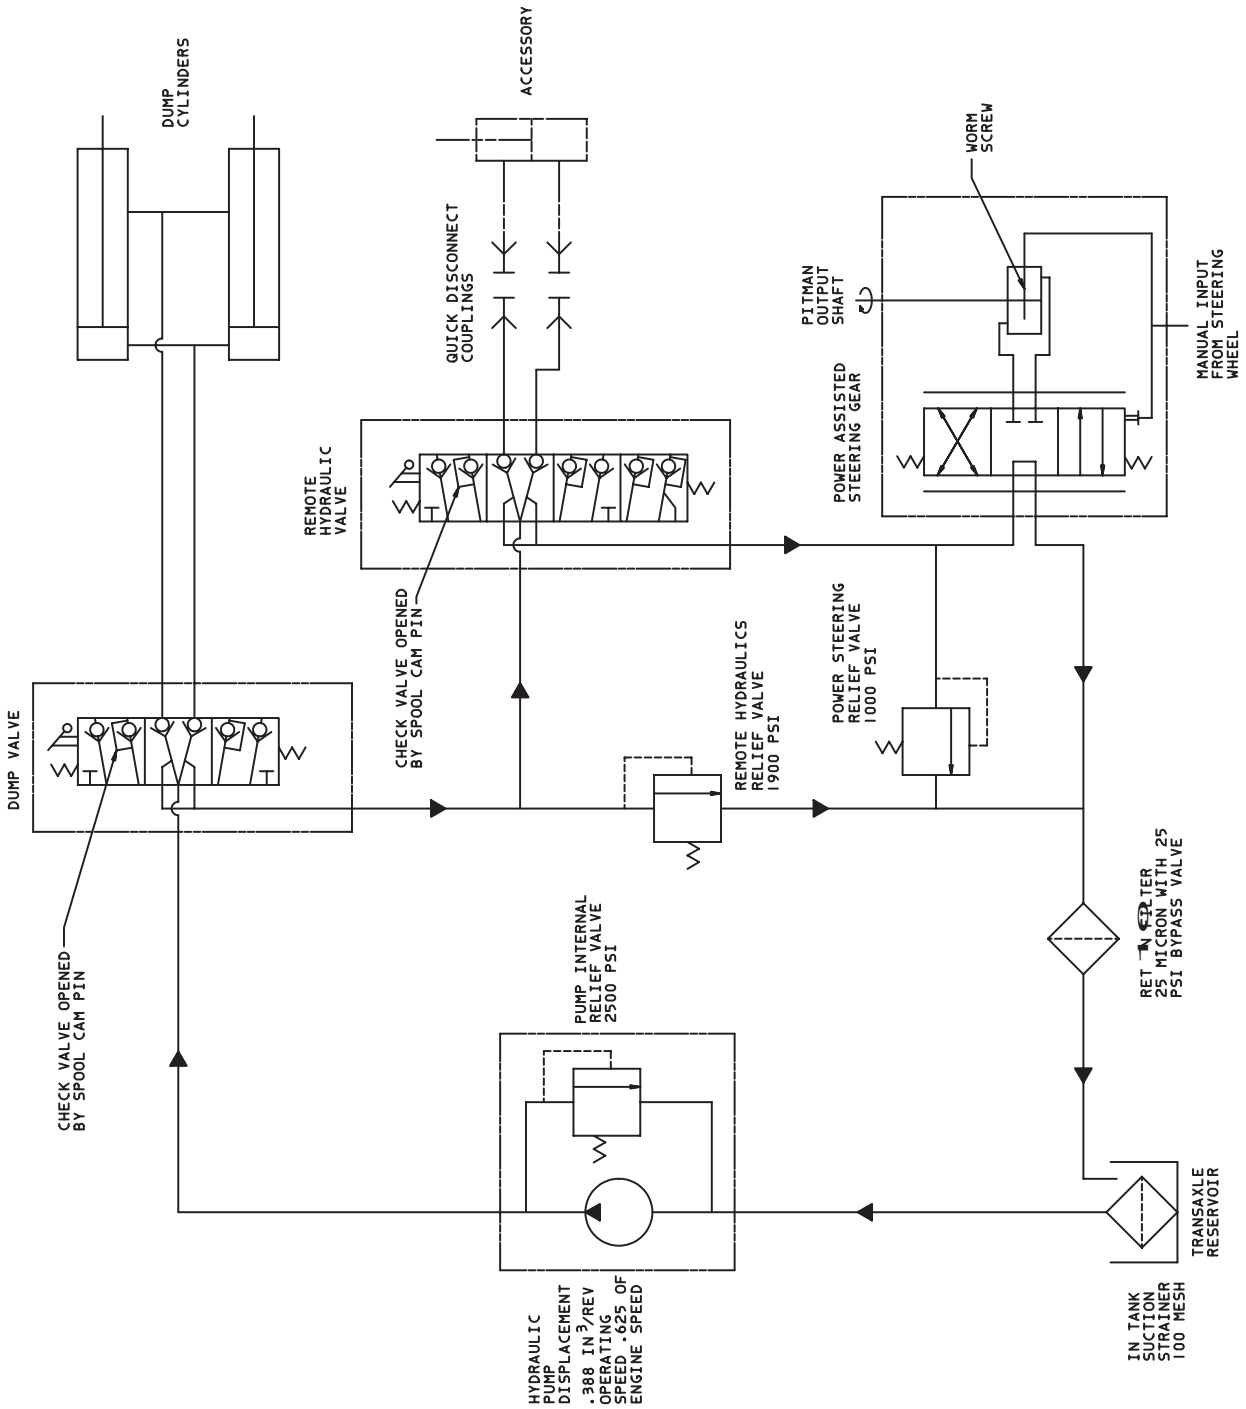 DUMP
CYLINDERS
ACCESSORY
WORM
SCREW
QUICK DISCONNECT
COUPLINGS
PITMAN
OUTPUT
SHAFT
MANUAL INPUT
FROM STEERING
WHEEL
POWER ASSISTED
STEERING GEAR
REMOTE
HYDRAULIC
VALVE
CHECK VALVE OPENED
BY SPOOL CAM PIN
DUMP VALVE
REMOTE HYDRAULICS
RELIEF VALVE
1900 PSI
POWER STEERING
RELIEF VALVE
1000 PSI
CHECK VALVE OPENED
BY SPOOL CAM PIN
PUMP INTERNAL
RELIEF VALVE
2500 PSI
10
RET N FILTER
25 MICRON WITH 25
PSI BYPASS VALVE
HYDRAULIC
PUMP
DISPLACEMENT
.388 IN³/REV
OPERATING
SPEED .625 OF
ENGINE SPEED
TRANSAXLE
RESERVOIR
IN TANK
SUCTION
STRAINER
100 MESH